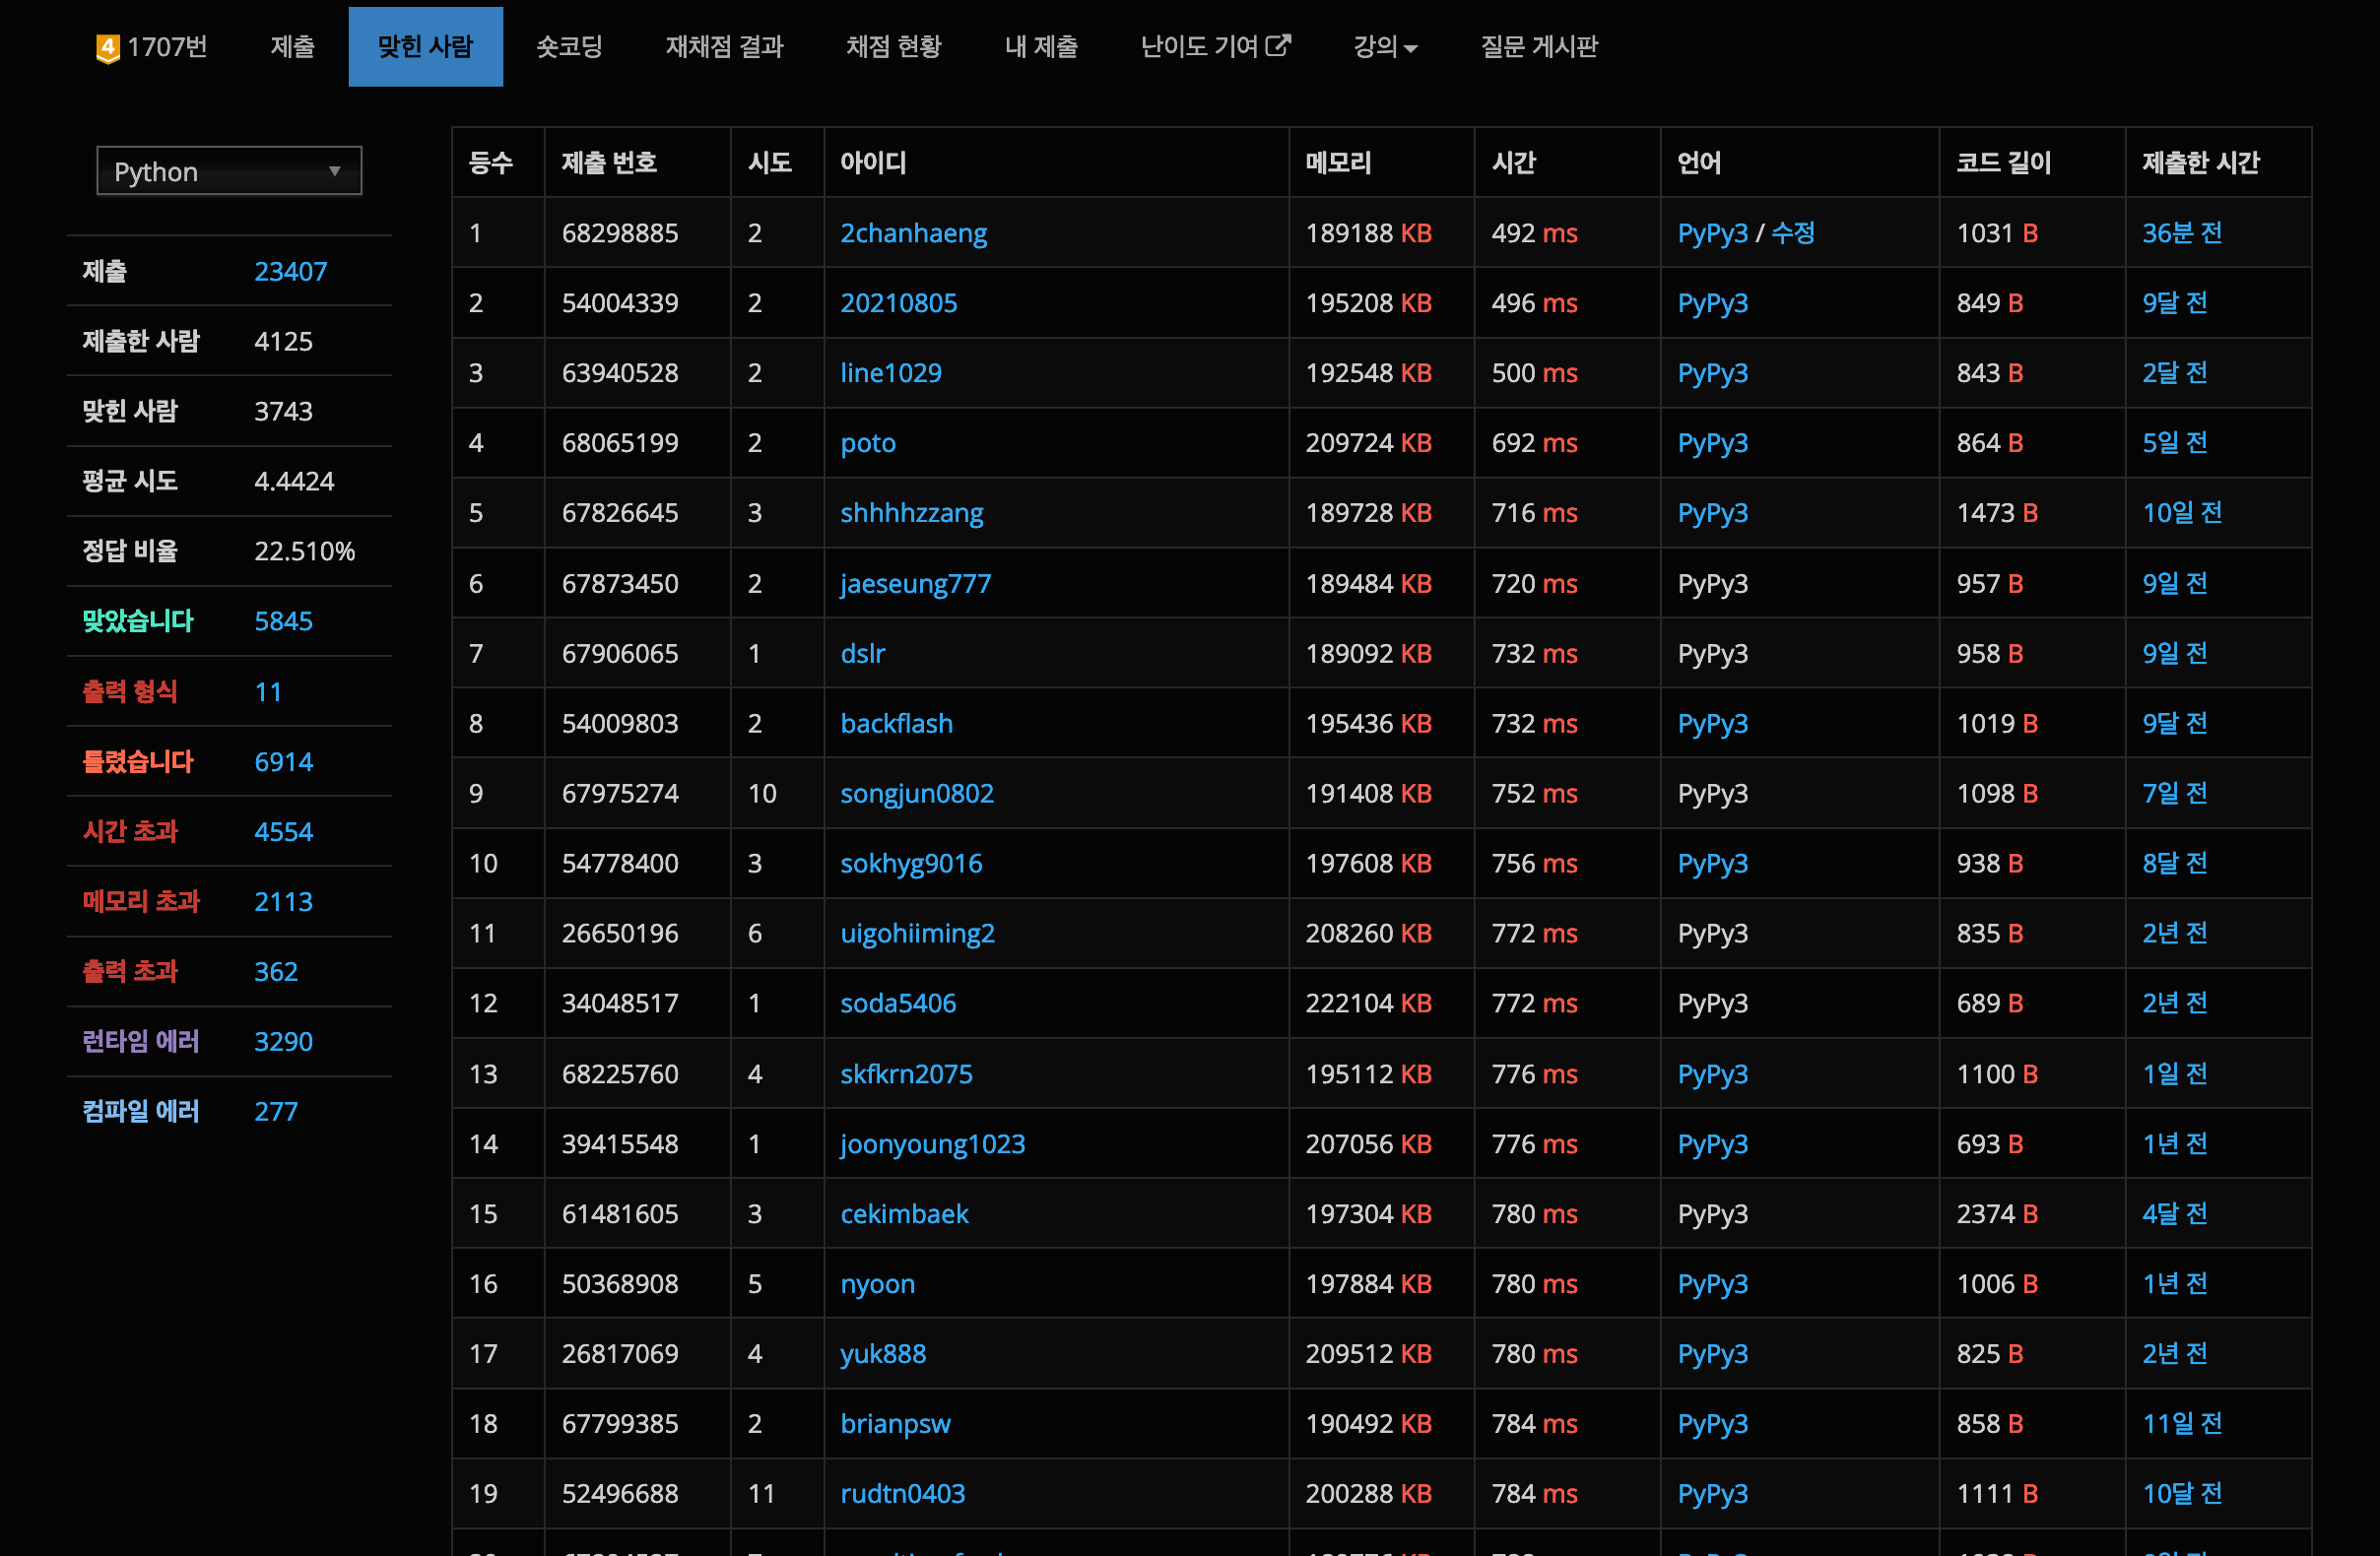 4 1707번 제출 맞힌 사람 숏코딩 재채점 결과 채점 현황 내 제출 난이도 기여 강의 질문 게시판
Python
제출 23407
제출한 사람 4125
맞힌 사람 3743
평균 시도 4.4424
정답 비율 22.510%
맞았습니다 5845
출력 형식 11
틀렸습니다 6914
시간 초과 4554
메모리 초과 2113
출력 초과 362
런타임 에러 3290
컴파일 에러 277
등수 제출 번호 시도 아이디 메모리 시간 언어 코드 길이 제출한 시간
1 68298885 2 2chanhaeng 189188 KB 492 ms PyPy3 / 수정 1031 B 36분 전
2 54004339 2 20210805 195208 KB 496 ms PyPy3 849 B 9달 전
3 63940528 2 line1029 192548 KB 500 ms PyPy3 843 B 2달 전
4 68065199 2 poto 209724 KB 692 ms PyPy3 864 B 5일 전
5 67826645 3 shhhhzzang 189728 KB 716 ms PyPy3 1473 B 10일 전
6 67873450 2 jaeseung777 189484 KB 720 ms PyPy3 957 B 9일 전
7 67906065 1 dslr 189092 KB 732 ms PyPy3 958 B 9일 전
8 54009803 2 backflash 195436 KB 732 ms PyPy3 1019 B 9달 전
9 67975274 10 songjun0802 191408 KB 752 ms PyPy3 1098 B 7일 전
10 54778400 3 sokhyg9016 197608 KB 756 ms PyPy3 938 B 8달 전
11 26650196 6 uigohiiming2 208260 KB 772 ms PyPy3 835 B 2년 전
12 34048517 1 soda5406 222104 KB 772 ms PyPy3 689 B 2년 전
13 68225760 4 skfkrn2075 195112 KB 776 ms PyPy3 1100 B 1일 전
14 39415548 1 joonyoung1023 207056 KB 776 ms PyPy3 693 B 1년 전
15 61481605 3 cekimbaek 197304 KB 780 ms PyPy3 2374 B 4달 전
16 50368908 5 nyoon 197884 KB 780 ms PyPy3 1006 B 1년 전
17 26817069 4 yuk888 209512 KB 780 ms PyPy3 825 B 2년 전
18 67799385 2 brianpsw 190492 KB 784 ms PyPy3 858 B 11일 전
19 52496688 11 rudtn0403 200288 KB 784 ms PyPy3 1111 B 10달 전